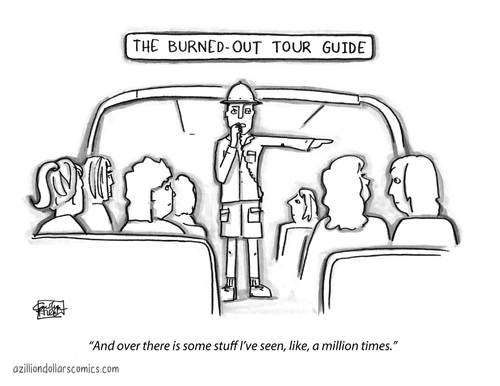 THE BURNED-OUT TOUR GUIDE
“And over there is some stuff I’ve seen, like, a million times.”
azilliondollarscomics.com